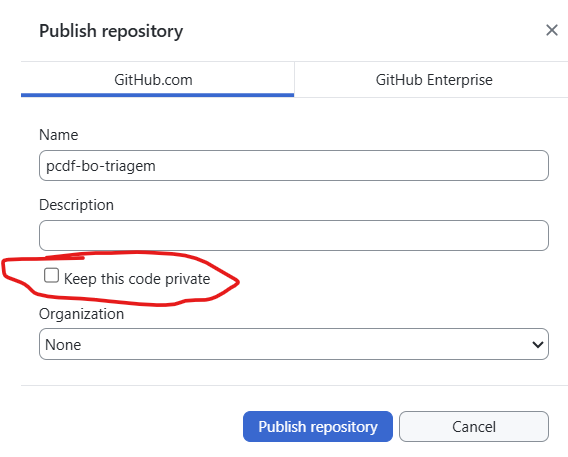 Publish repository
GitHub.com
GitHub Enterprise
Name
pcdf-bo-triagem
Description
Keep this code private
Organization
None
Publish repository
Cancel